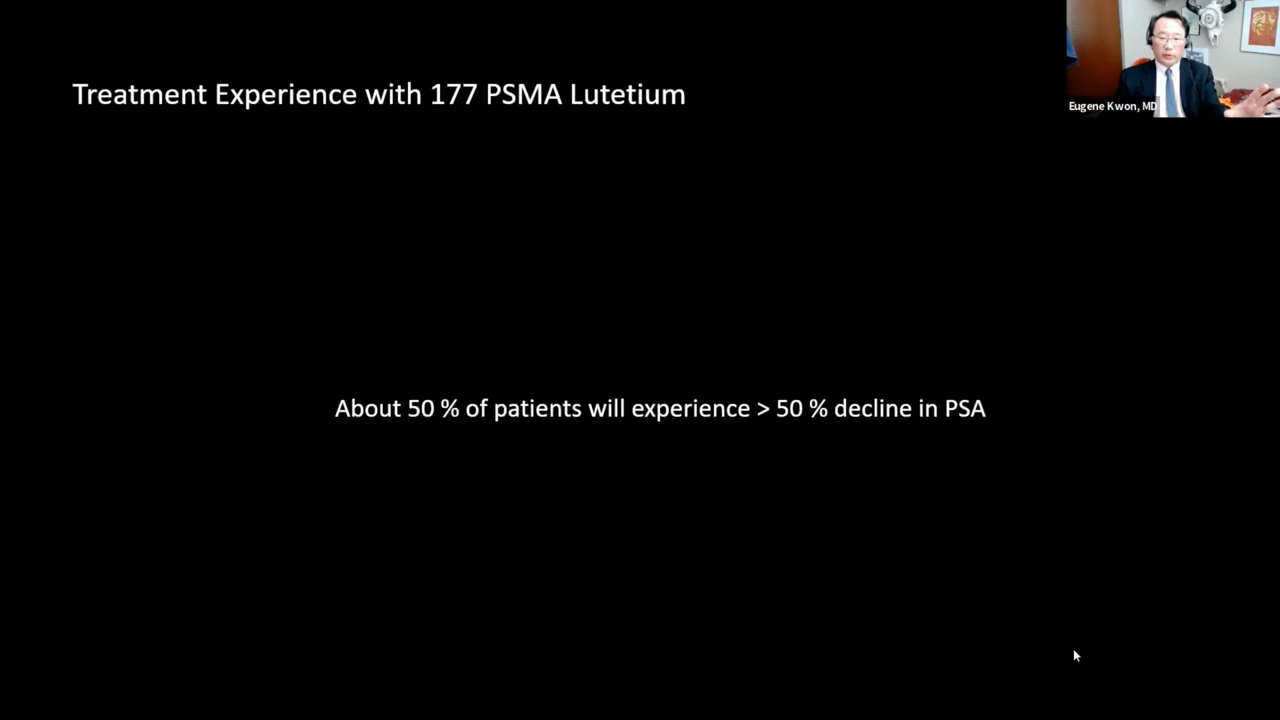 Treatment Experience with 177 PSMA Lutetium
Eugene Kwon, MD
About 50 % of patients will experience > 50 % decline in PSA